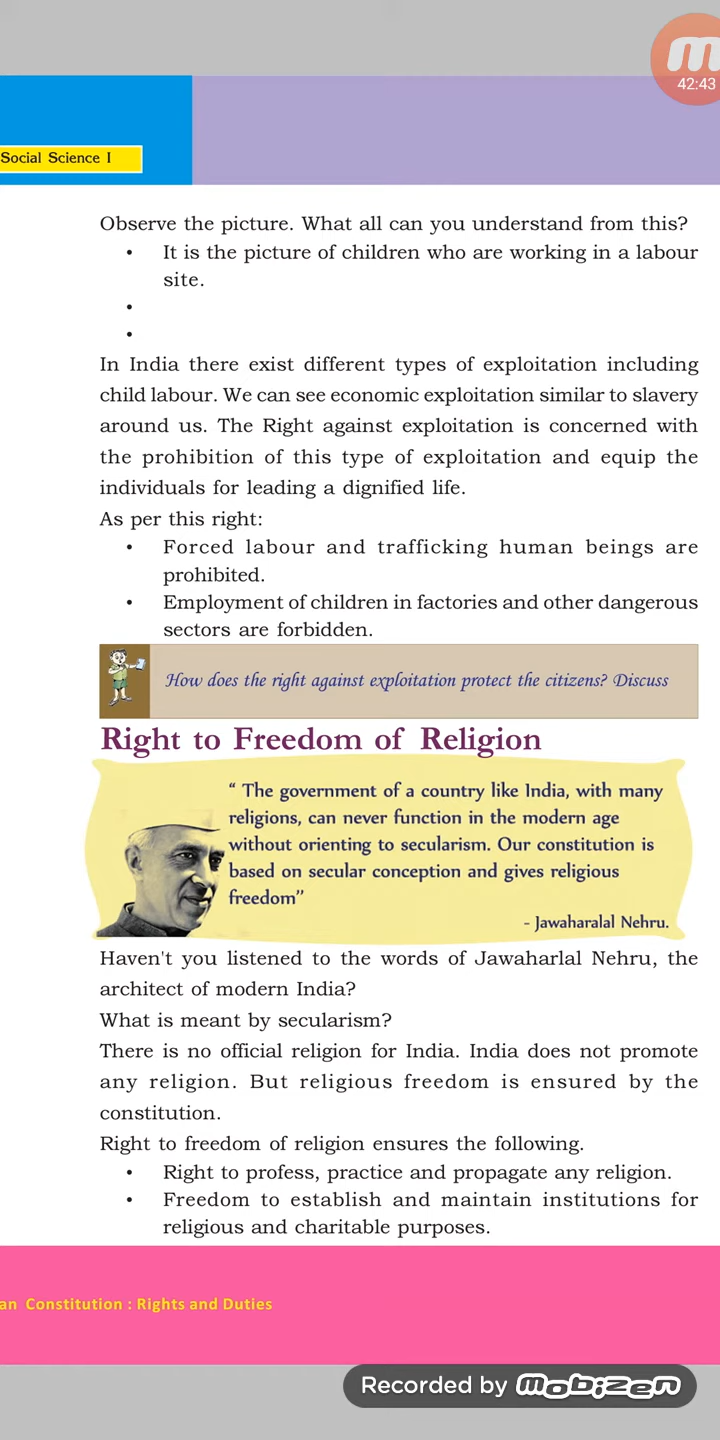 42:43
Social Science I
Observe the picture. What all can you understand from this?
• It is the picture of children who are working in a labour
site.
•
•
In India there exist different types of exploitation including
child labour. We can see economic exploitation similar to slavery
around us. The Right against exploitation is concerned with
the prohibition of this type of exploitation and equip the
individuals for leading a dignified life.
As per this right:
• Forced labour and trafficking human beings are
prohibited.
• Employment of children in factories and other dangerous
sectors are forbidden.
How does the right against exploitation protect the citizens? Discuss
Right to Freedom of Religion
“ The government of a country like India, with many
religions, can never function in the modern age
without orienting to secularism. Our constitution is
based on secular conception and gives religious
freedom”
- Jawaharalal Nehru.
Haven't you listened to the words of Jawaharlal Nehru, the
architect of modern India?
What is meant by secularism?
There is no official religion for India. India does not promote
any religion. But religious freedom is ensured by the
constitution.
Right to freedom of religion ensures the following.
• Right to profess, practice and propagate any religion.
• Freedom to establish and maintain institutions for
religious and charitable purposes.
an Constitution : Rights and Duties
Recorded by mobizen